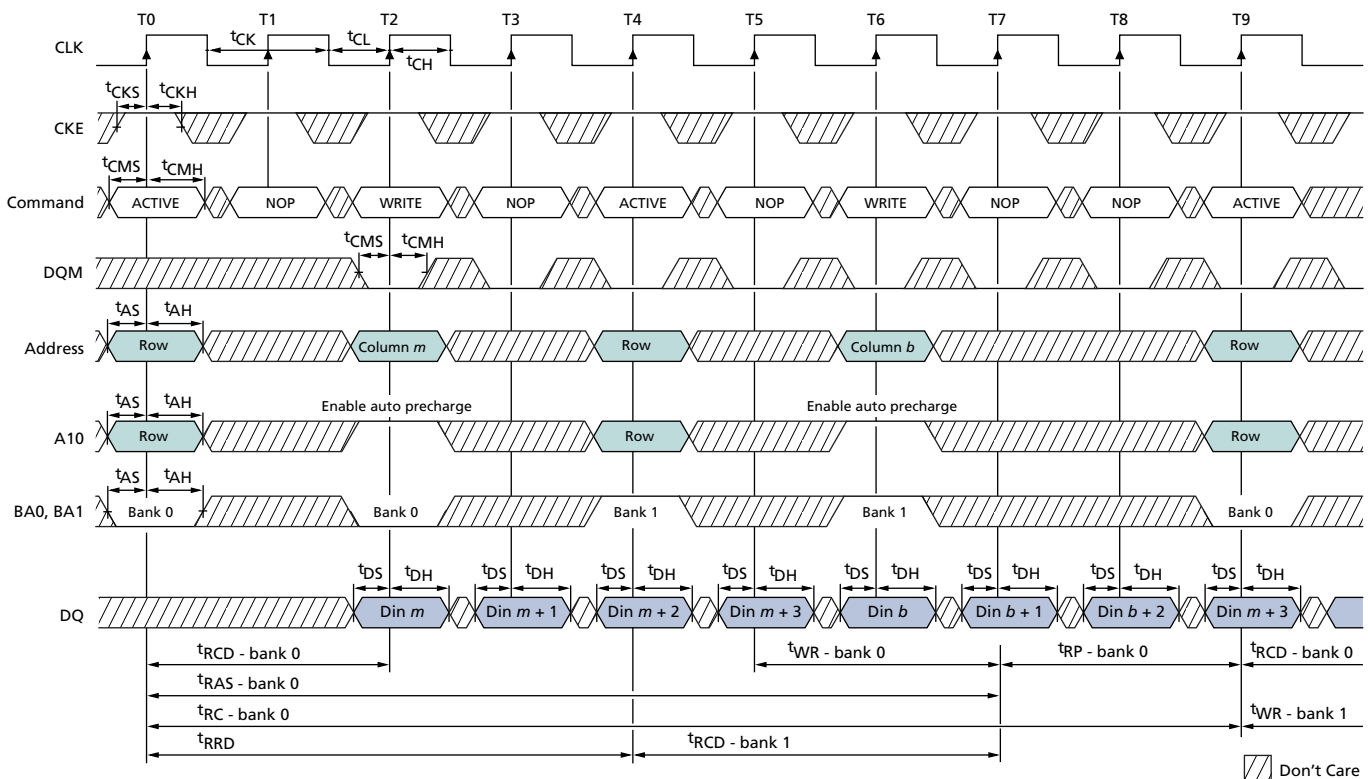 T0 T1 T2 T3 T4 T5 T6 T7 T8 T9
CLK tCK tCL tCH
tCKS tCKH
CKE
tCMS tCMH
Command ACTIVE NOP WRITE NOP ACTIVE NOP WRITE NOP NOP ACTIVE
tCMS tCMH
DQM
tAS tAH
Address Row Column m Row Column b Row
tAS tAH Enable auto precharge Enable auto precharge
A10 Row Row Row
tAS tAH
BA0, BA1 Bank 0 Bank 0 Bank 1 Bank 1 Bank 0
tDS tDH tDS tDH tDS tDH tDS tDH tDS tDH tDS tDH tDS tDH tDS tDH
DQ Din m Din m + 1 Din m + 2 Din m + 3 Din b Din b + 1 Din b + 2 Din m + 3
tRCD - bank 0 tWR - bank 0 tRP - bank 0 tRCD - bank 0
tRAS - bank 0
tRC - bank 0 tWR - bank 1
tRRD tRCD - bank 1
Don't Care